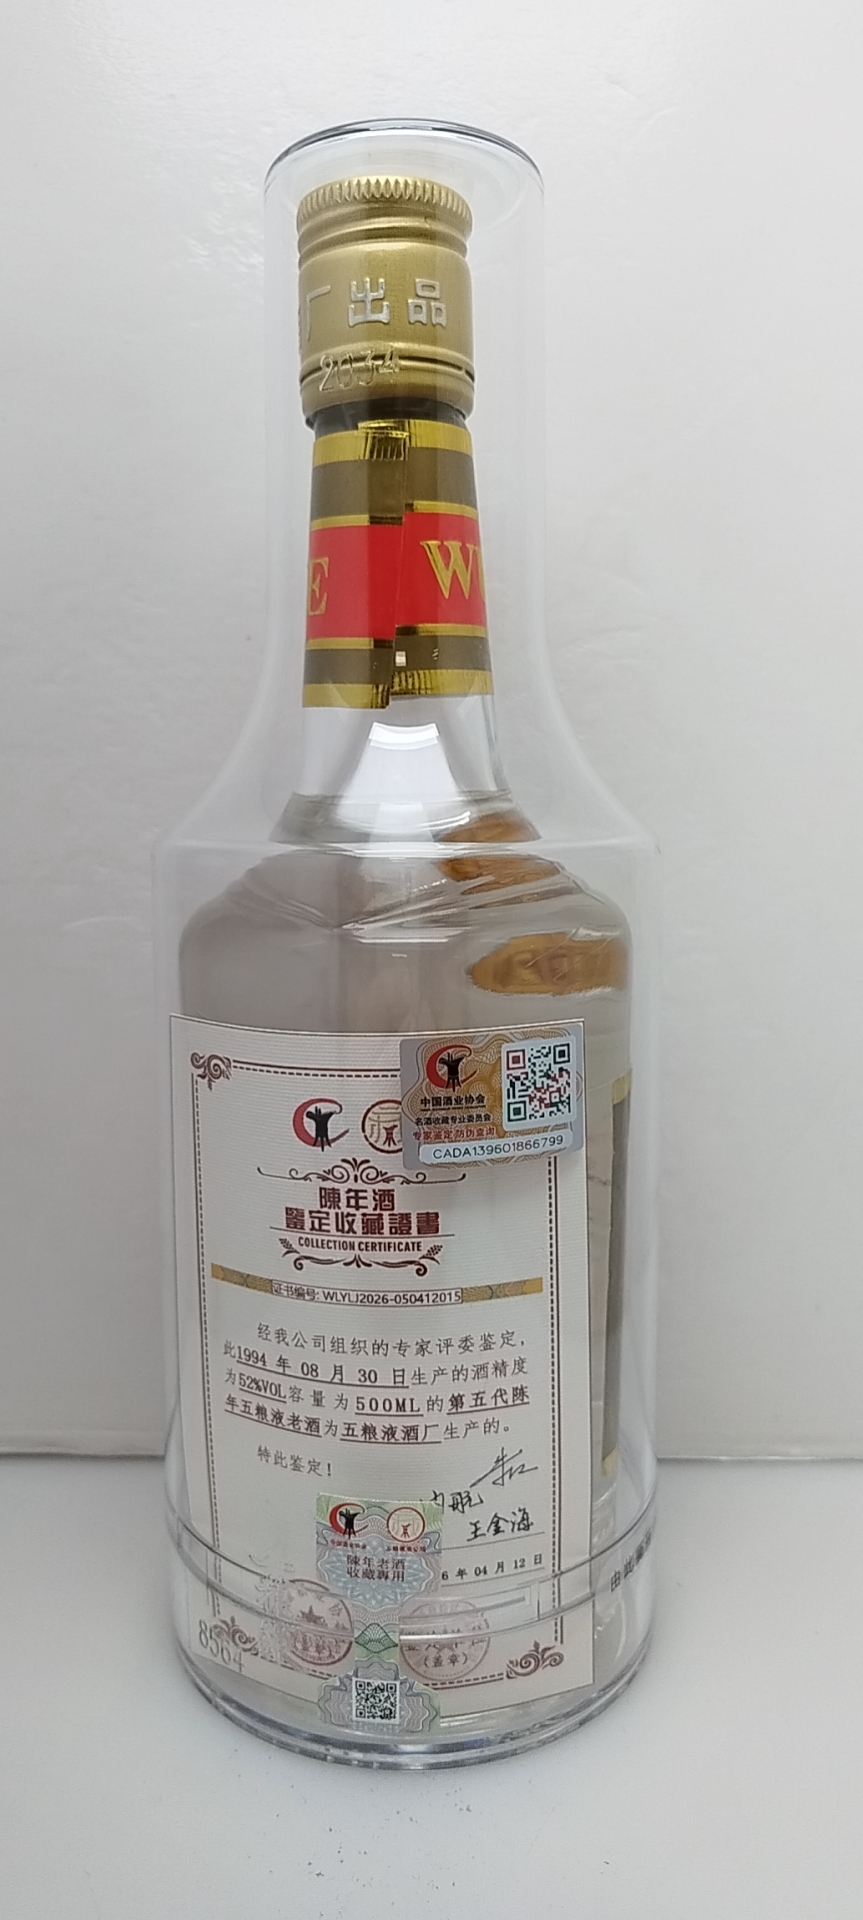 厂出品
2034
E WU
中国酒业协会
名酒收藏专业委员会
专家鉴定 防伪查询
CADA139601866799
陳年酒
鑒定收藏證書
COLLECTION CERTIFICATE
证书编号: WLYLJ2026-050412015
经我公司组织的专家评委鉴定,
此1994 年 08 月 30 日生产的酒精度
为52%VOL容量为500ML的第五代陈
年五粮液老酒为五粮液酒厂生产的。
特此鉴定!
王金海
6 年 04 月 12 日
陳年老酒
收藏專用
(盖章)
8564